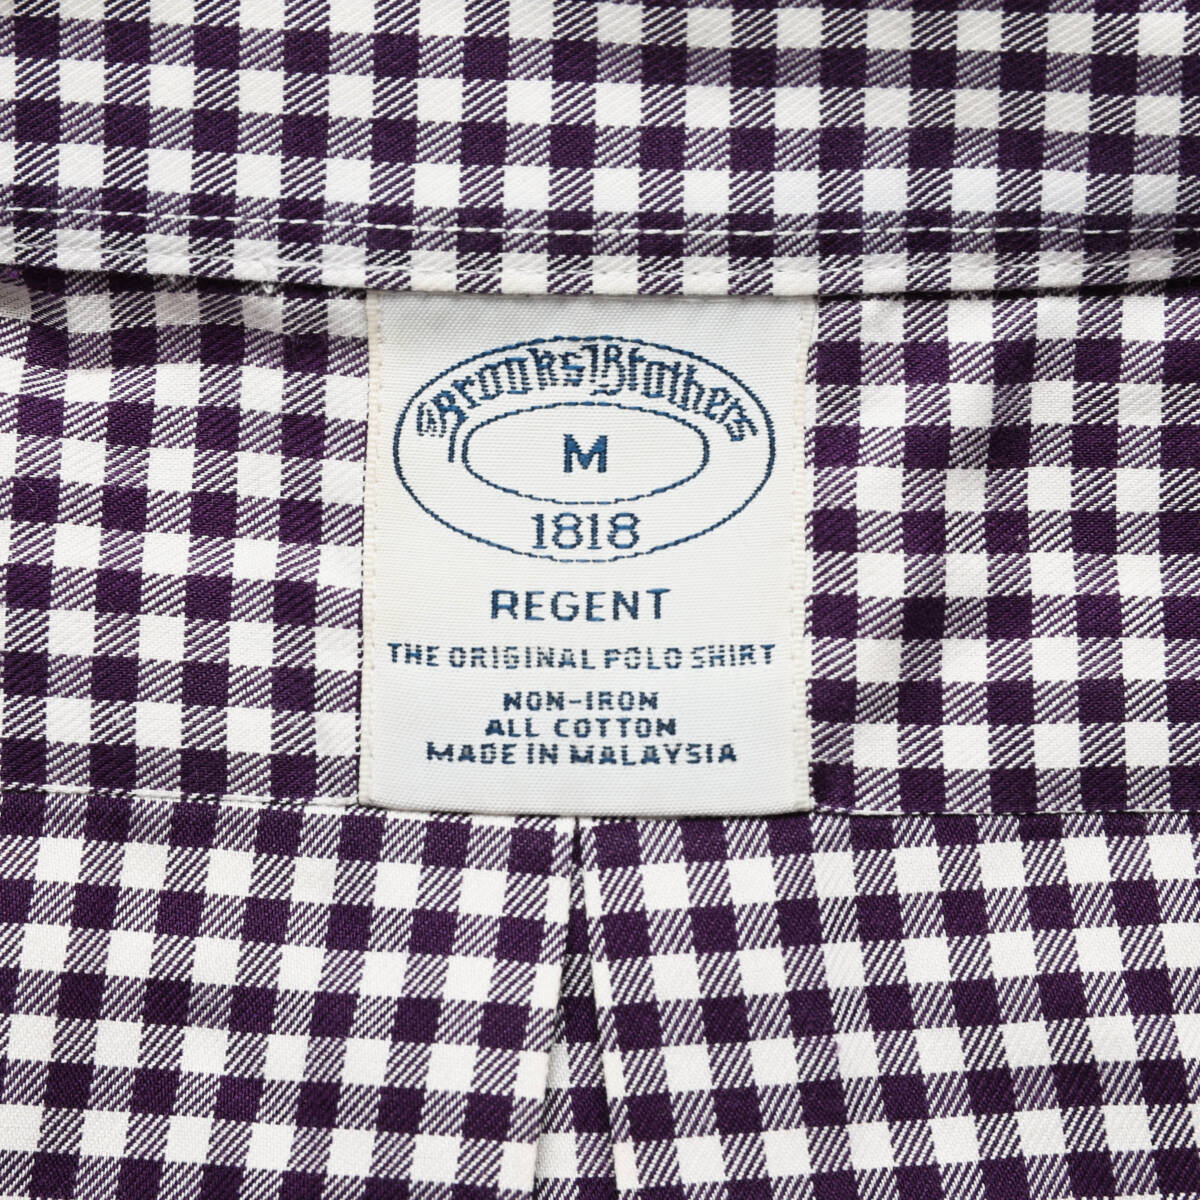 Brooks Brothers
M
1818
REGENT
THE ORIGINAL POLO SHIRT
NON-IRON
ALL COTTON
MADE IN MALAYSIA